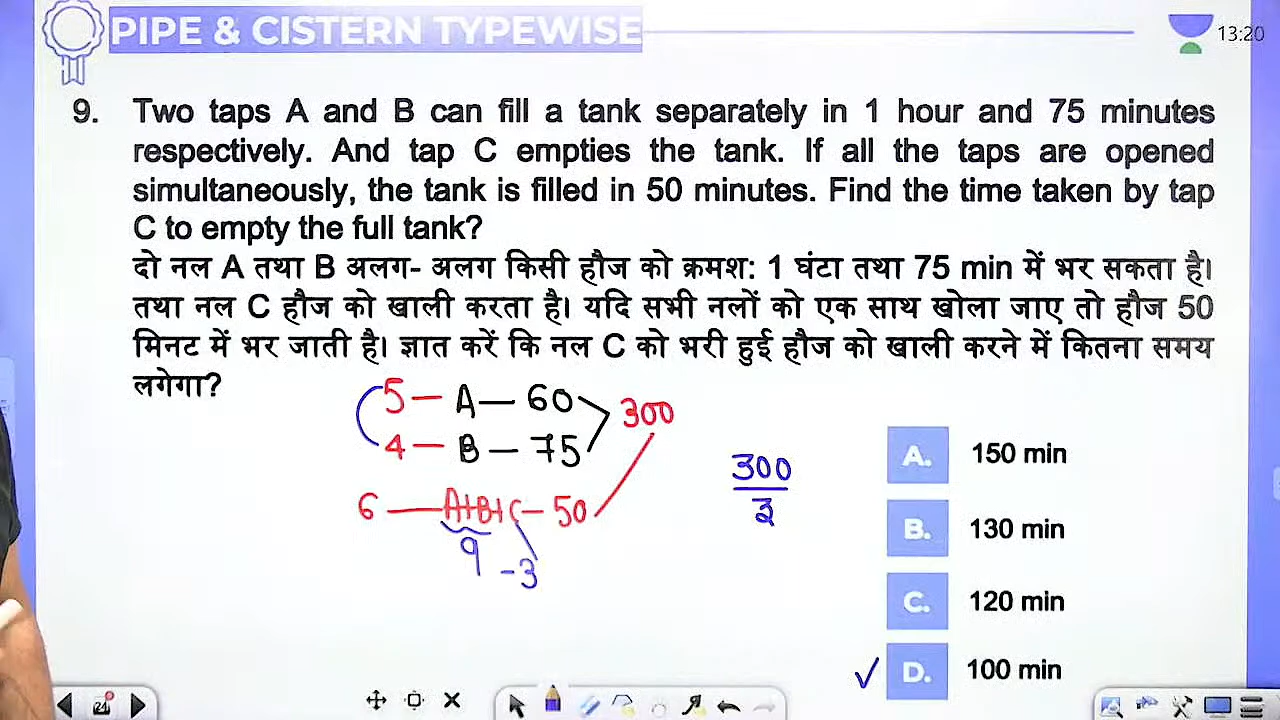 PIPE & CISTERN TYPEWISE
13:20
9. Two taps A and B can fill a tank separately in 1 hour and 75 minutes
respectively. And tap C empties the tank. If all the taps are opened
simultaneously, the tank is filled in 50 minutes. Find the time taken by tap
C to empty the full tank?
दो नल A तथा B अलग- अलग किसी हौज को क्रमश: 1 घंटा तथा 75 min में भर सकता है।
तथा नल C हौज को खाली करता है। यदि सभी नलों को एक साथ खोला जाए तो हौज 50
मिनट में भर जाती है। ज्ञात करें कि नल C को भरी हुई हौज को खाली करने में कितना समय
लगेगा?
5 — A — 60
300
4 — B — 75
6 — A+B+C — 50
9
-3
300
3
A. 150 min
B. 130 min
C. 120 min
D. 100 min
21